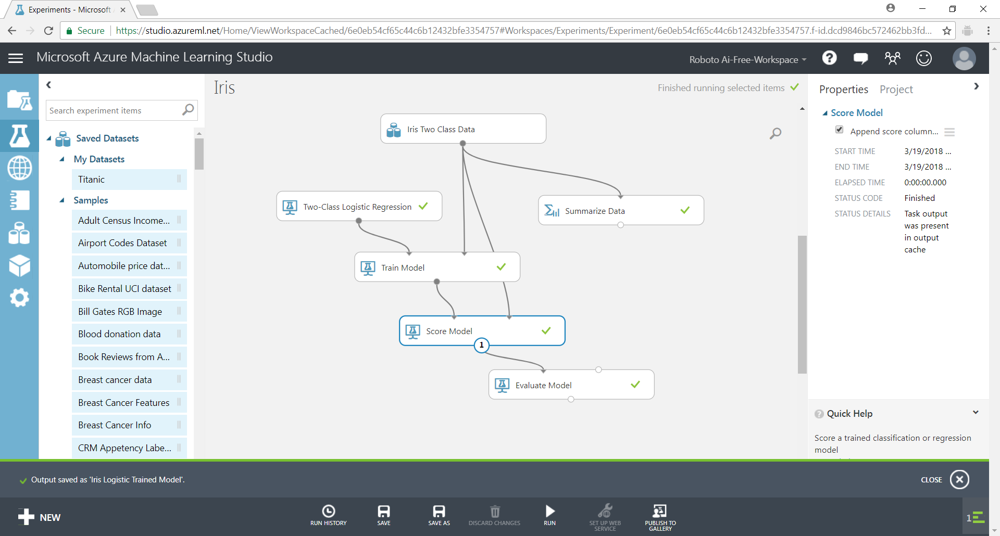 Experiments - Microsoft
Secure
https://studio.azureml.net/Home/ViewWorkspaceCached/6e0eb54cf65c44c6b12432bfe3354757#Workspaces/Experiments/Experiment/6e0eb54cf65c44c6b12432bfe3354757.f-id.dcd9846bc572462bb3fd...
Microsoft Azure Machine Learning Studio
Roboto Ai-Free-Workspace
?
Search experiment items
Saved Datasets
My Datasets
Titanic
Samples
Adult Census Income...
Airport Codes Dataset
Automobile price dat...
Bike Rental UCI dataset
Bill Gates RGB Image
Blood donation data
Book Reviews from A...
Breast cancer data
Breast Cancer Features
Breast Cancer Info
CRM Appetency Labe...
Iris
Finished running selected items
Iris Two Class Data
Two-Class Logistic Regression
Summarize Data
Train Model
Score Model
1
Evaluate Model
Properties
Project
Score Model
Append score column...
START TIME 3/19/2018 ...
END TIME 3/19/2018 ...
ELAPSED TIME 0:00:00.000
STATUS CODE Finished
STATUS DETAILS Task output
was present
in output
cache
? Quick Help
Score a trained classification or regression
model
Output saved as 'Iris Logistic Trained Model'.
CLOSE
NEW
RUN HISTORY
SAVE
SAVE AS
DISCARD CHANGES
RUN
SET UP WEB
SERVICE
PUBLISH TO
GALLERY
1